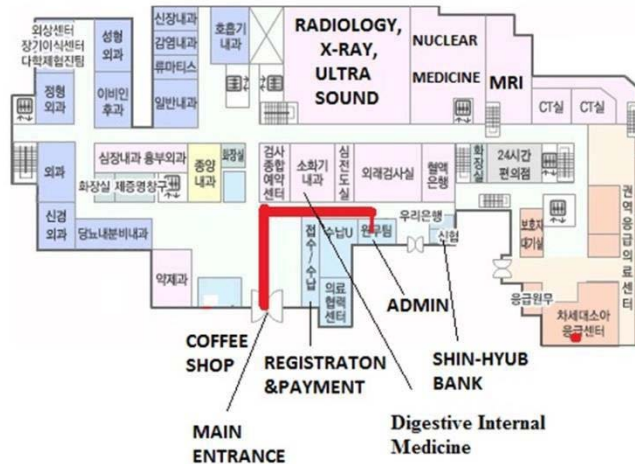 외상센터
장기이식센터
다학제협진팀
성형
외과
신장내과
감염내과
류마티스
일반내과
호흡기
내과
RADIOLOGY,
X-RAY,
ULTRA
SOUND
NUCLEAR
MEDICINE
MRI
CT실
CT실
정형
외과
이비인
후과
외과
심장내과 흉부외과
종양
내과
화장실
검사
종합
예약
센터
소화기
내과
심전도실
외래검사실
혈액
은행
화장실
24시간
편의점
화장실 제증명창구
신경
외과
당뇨내분비내과
약제과
접수/수납
수납U
원무팀
우리은행
신협
의료
협력
센터
보호자
대기실
응급원무
차세대소아
응급센터
권역응급의료센터
COFFEE
SHOP
REGISTRATON
&PAYMENT
ADMIN
SHIN-HYUB
BANK
MAIN
ENTRANCE
Digestive Internal
Medicine